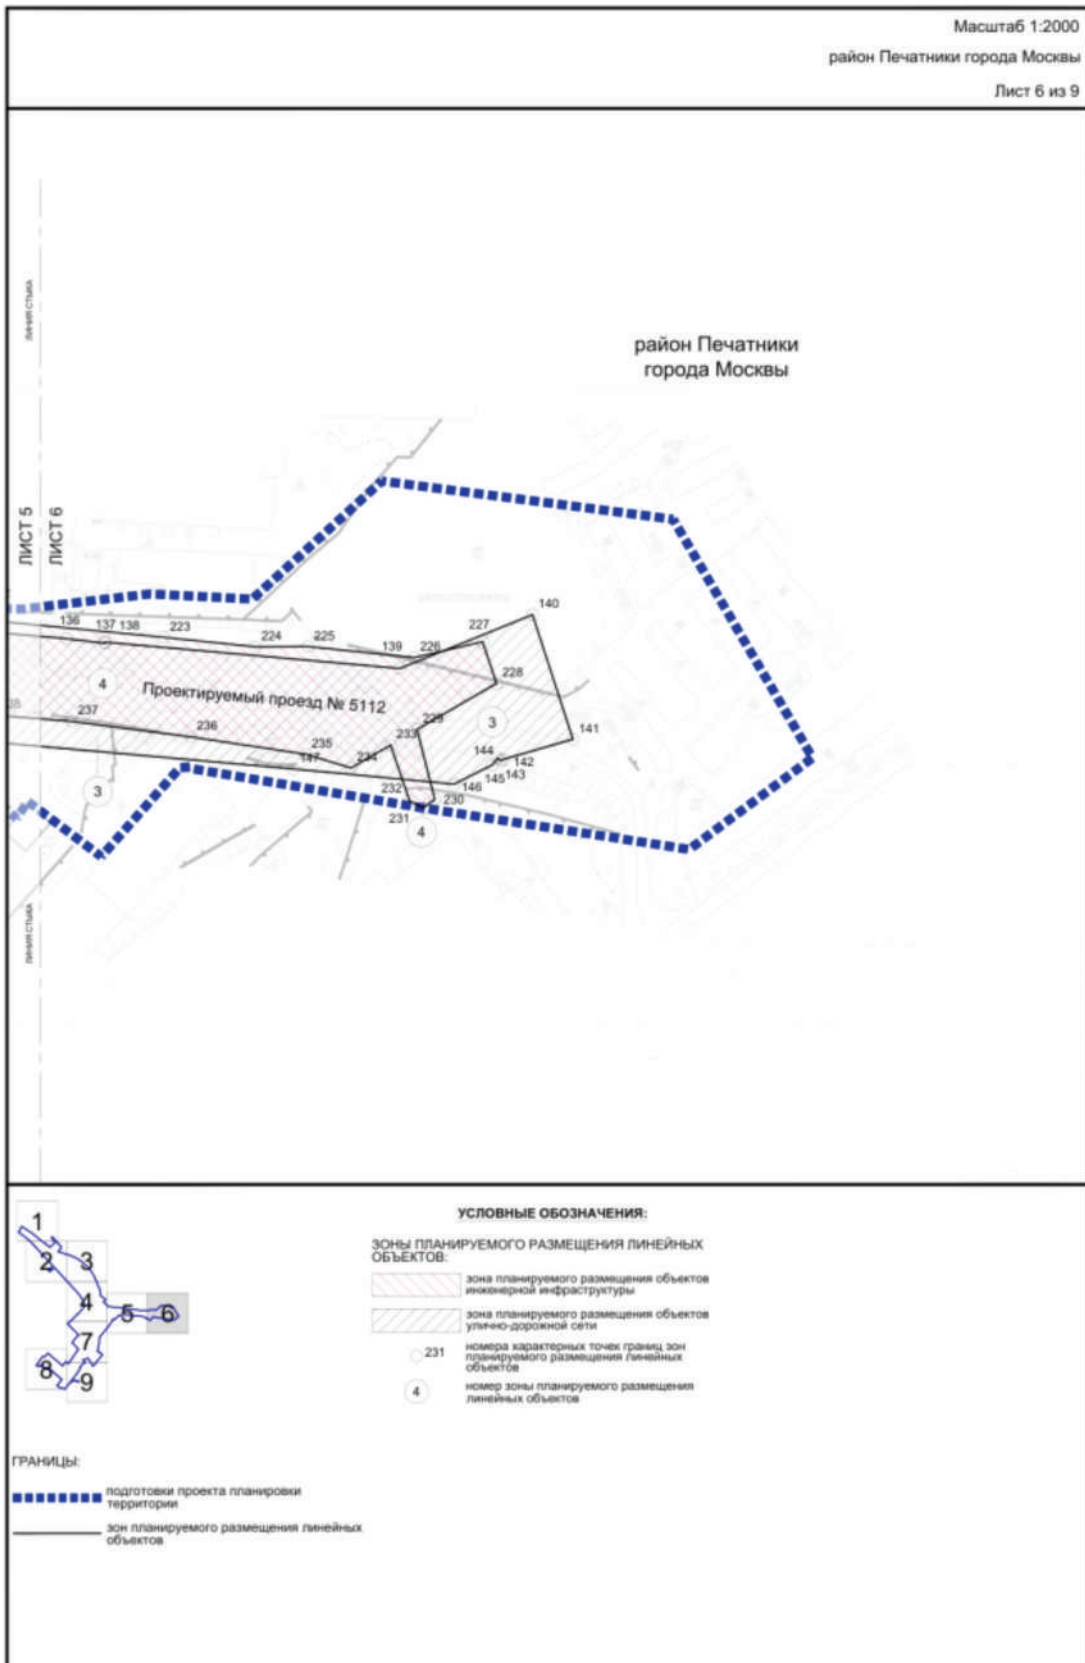 Масштаб 1:2000
район Печатники города Москвы
Лист 6 из 9
ЛИНИЯ СТЫКА
район Печатники
города Москвы
ЛИСТ 5
ЛИСТ 6
140
136
137
138
223
227
224
225
139
226
228
4
Проектируемый проезд № 5112
237
236
229
233
3
141
235
144
142
147
234
143
145
3
232
146
230
231
4
ЛИНИЯ СТЫКА
1
2
3
4
5
6
7
8
9
УСЛОВНЫЕ ОБОЗНАЧЕНИЯ:
ЗОНЫ ПЛАНИРУЕМОГО РАЗМЕЩЕНИЯ ЛИНЕЙНЫХ
ОБЪЕКТОВ:
зона планируемого размещения объектов
инженерной инфраструктуры
зона планируемого размещения объектов
улично-дорожной сети
231
номера характерных точек границ зон
планируемого размещения линейных
объектов
4
номер зоны планируемого размещения
линейных объектов
ГРАНИЦЫ:
подготовки проекта планировки
территории
зон планируемого размещения линейных
объектов